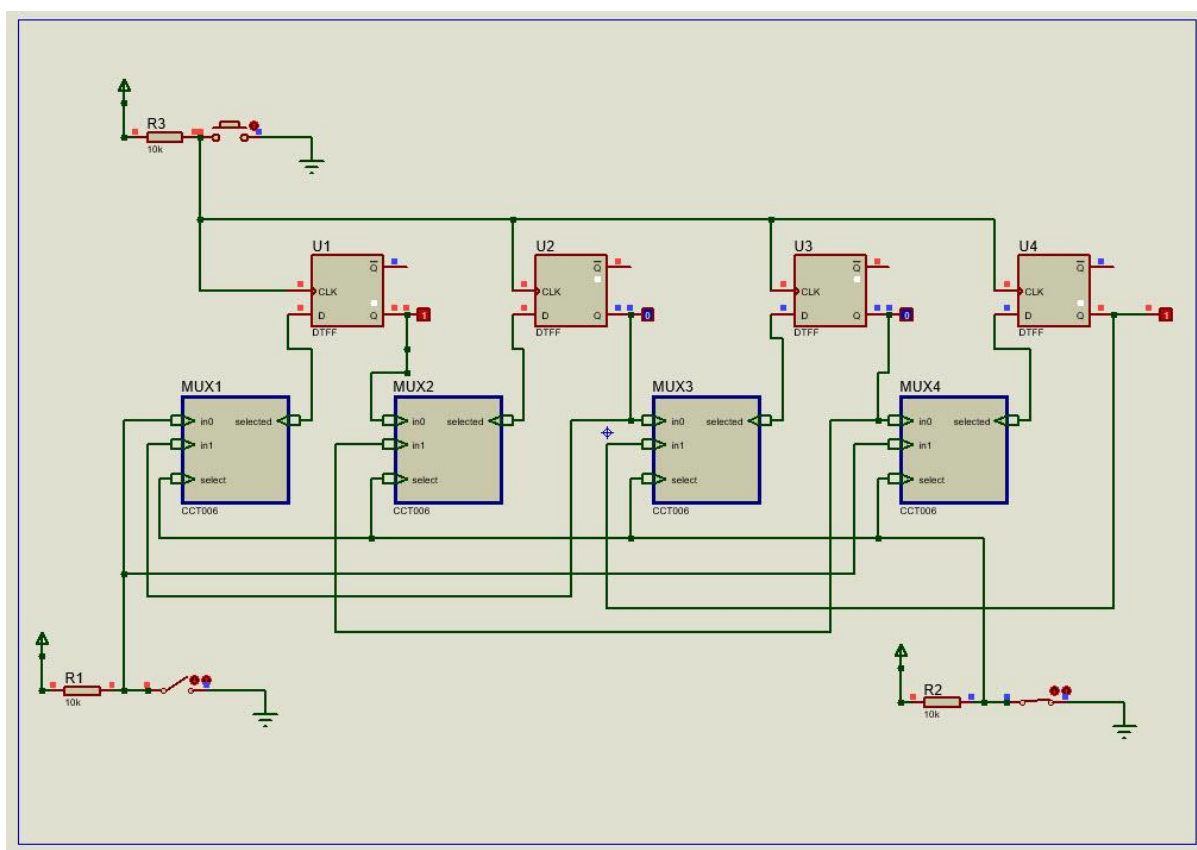 R3
10k
U1
U2
U3
U4
Q
CLK
D
Q
1
DTFF
Q
CLK
D
Q
0
DTFF
Q
CLK
D
Q
0
DTFF
Q
CLK
D
Q
1
DTFF
MUX1
MUX2
MUX3
MUX4
in0
selected
in1
select
CCT006
in0
selected
in1
select
CCT006
in0
selected
in1
select
CCT006
in0
selected
in1
select
CCT006
R1
10k
R2
10k